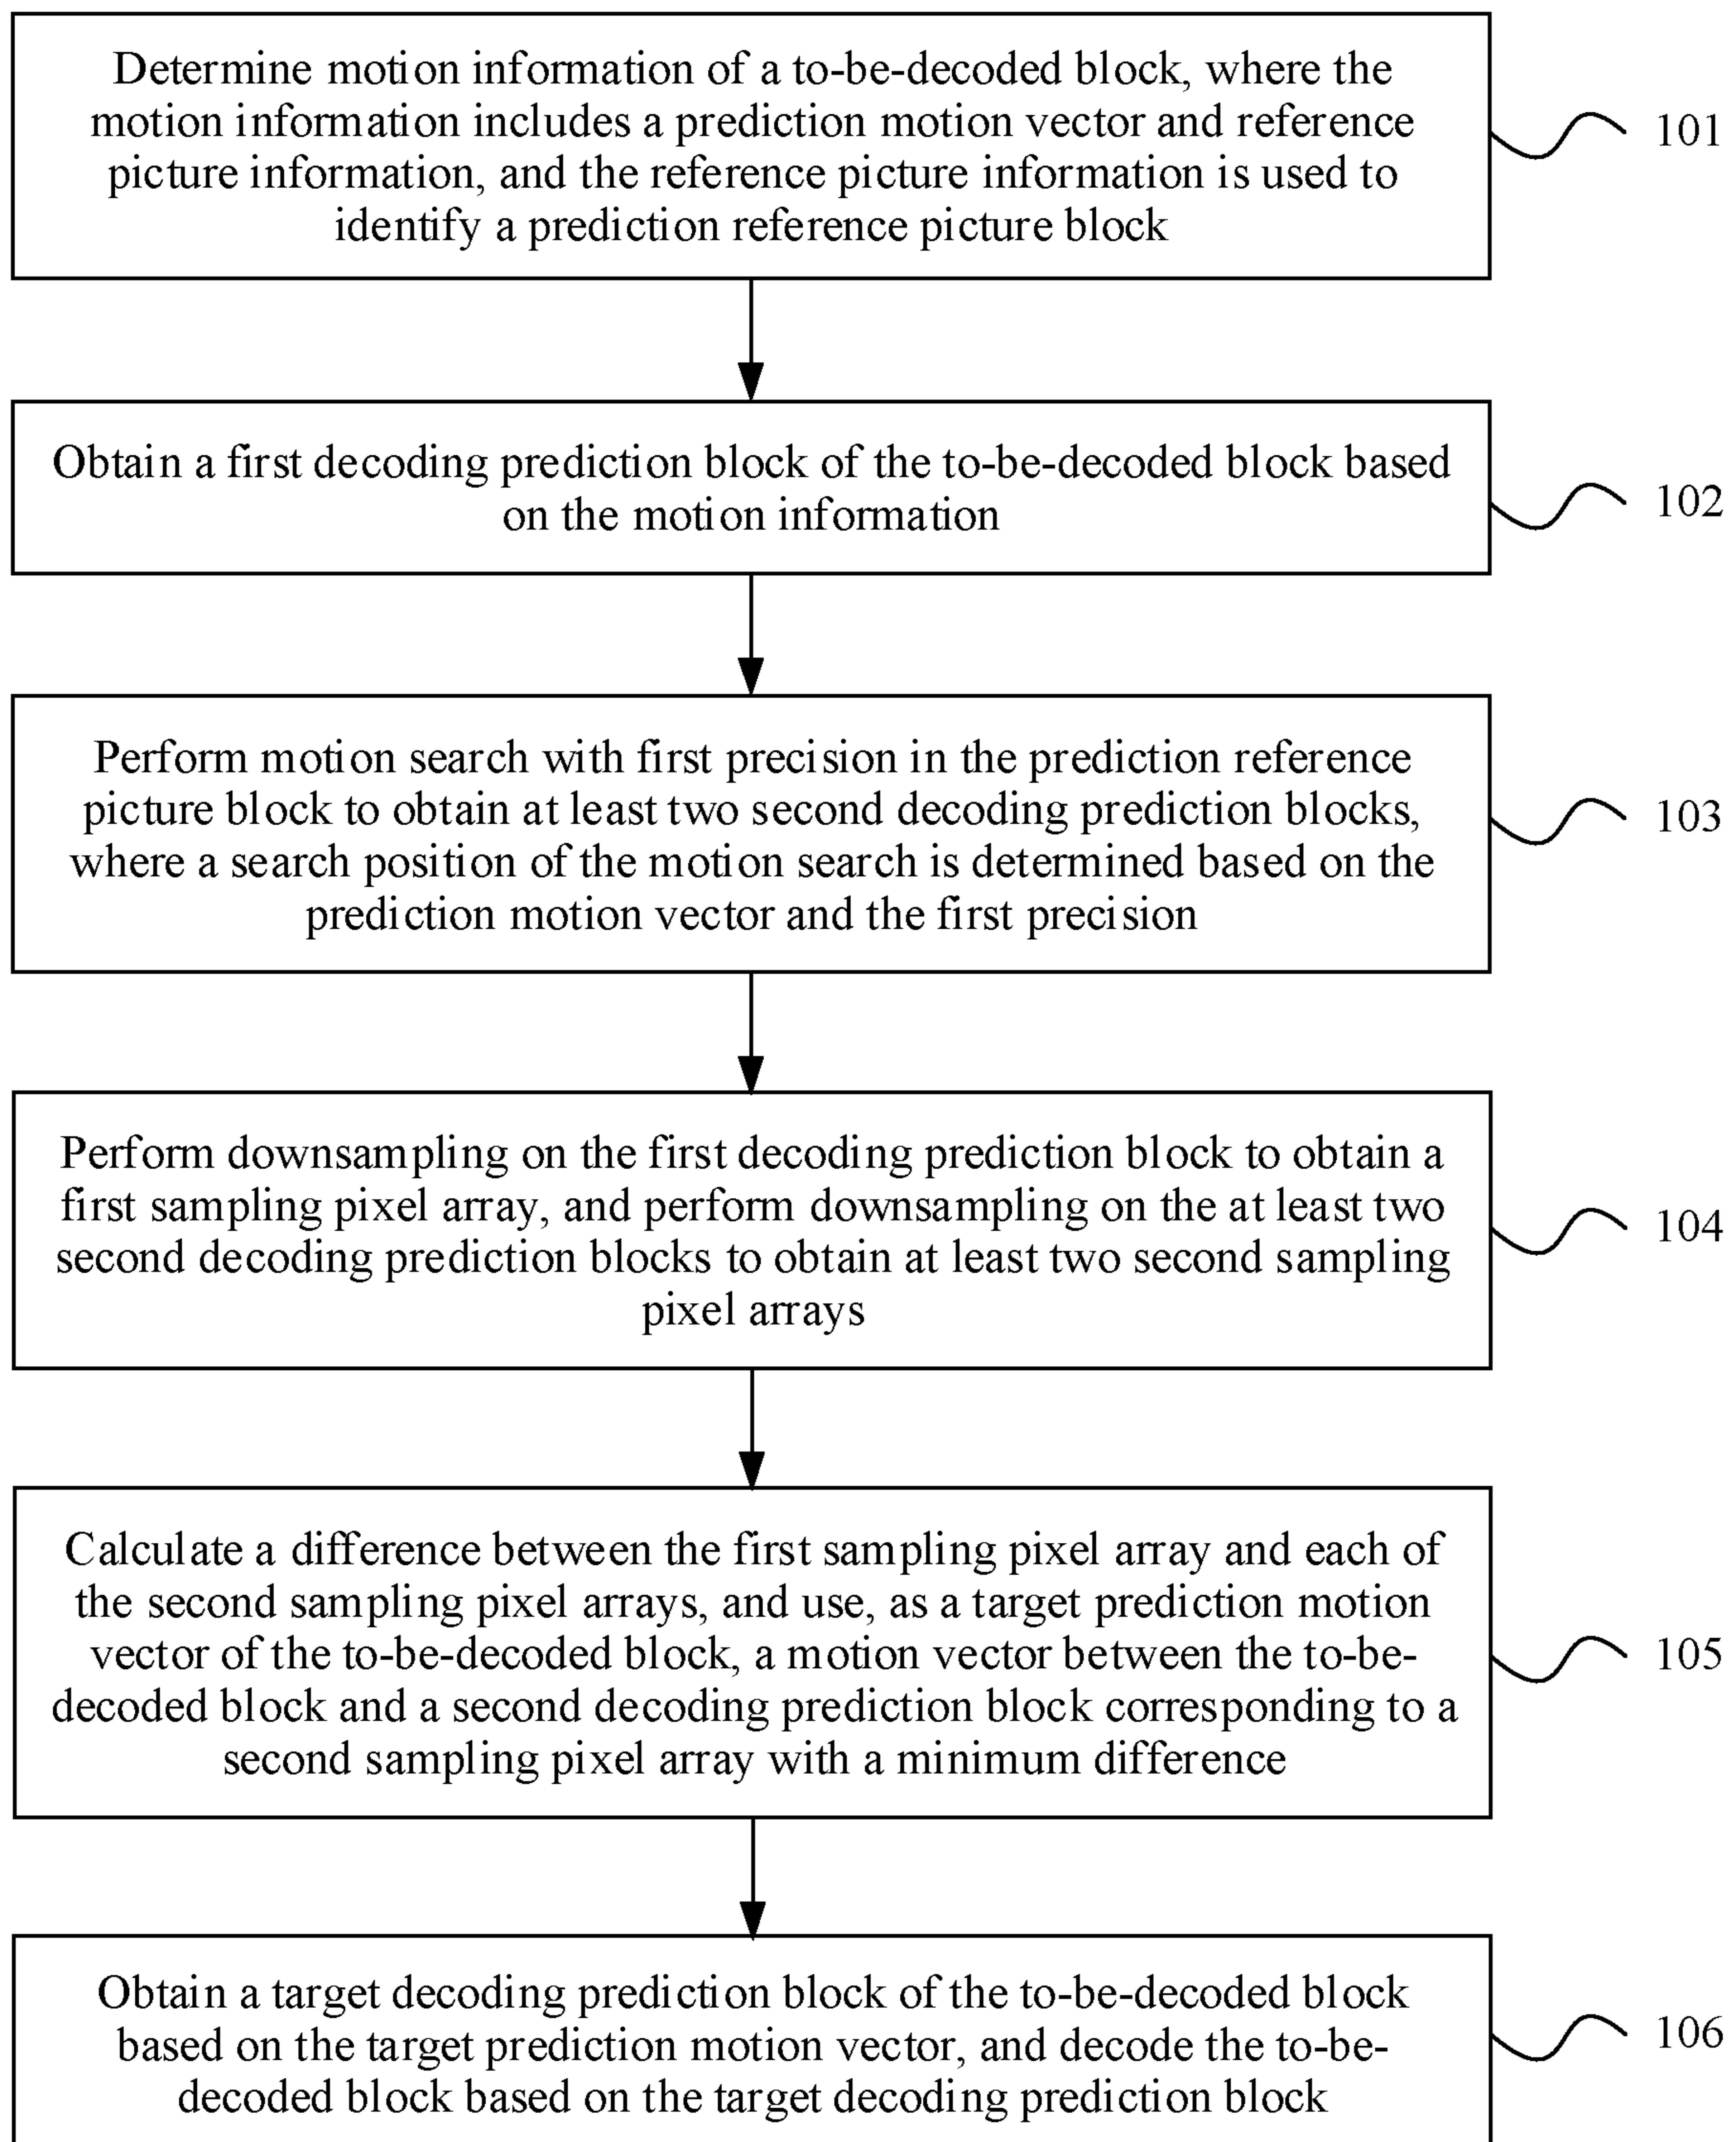 Determine motion information of a to-be-decoded block, where the
motion information includes a prediction motion vector and reference
picture information, and the reference picture information is used to
identify a prediction reference picture block
101
Obtain a first decoding prediction block of the to-be-decoded block based
on the motion information
102
Perform motion search with first precision in the prediction reference
picture block to obtain at least two second decoding prediction blocks,
where a search position of the motion search is determined based on the
prediction motion vector and the first precision
103
Perform downsampling on the first decoding prediction block to obtain a
first sampling pixel array, and perform downsampling on the at least two
second decoding prediction blocks to obtain at least two second sampling
pixel arrays
104
Calculate a difference between the first sampling pixel array and each of
the second sampling pixel arrays, and use, as a target prediction motion
vector of the to-be-decoded block, a motion vector between the to-be-
decoded block and a second decoding prediction block corresponding to a
second sampling pixel array with a minimum difference
105
Obtain a target decoding prediction block of the to-be-decoded block
based on the target prediction motion vector, and decode the to-be-
decoded block based on the target decoding prediction block
106